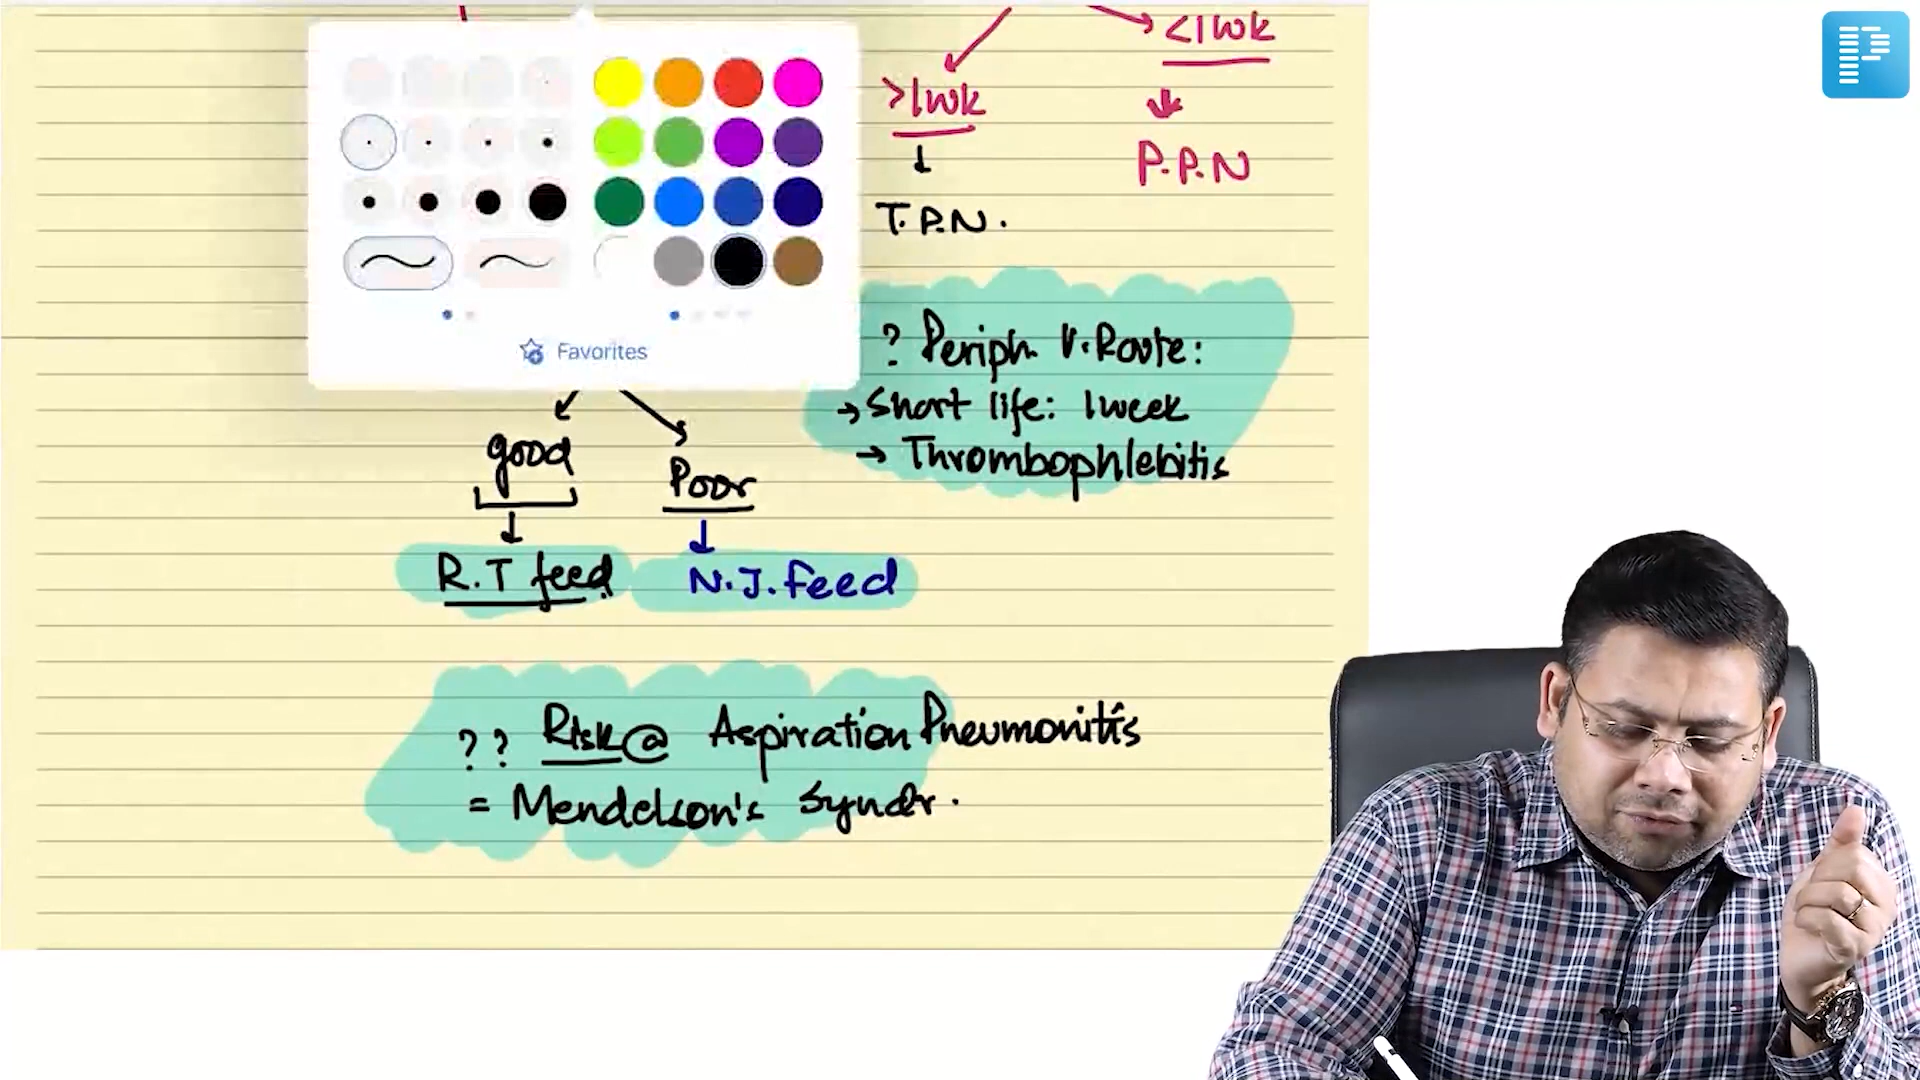 <1wk
>1wk
P.P.N
T.P.N.
? Periph. V. Route:
→ Short life: 1week
→ Thrombophlebitis
Favorites
good
Poor
R.T feed
N.J. feed
?? Risk@ Aspiration Pneumonitis
= Mendelson's Syndr.